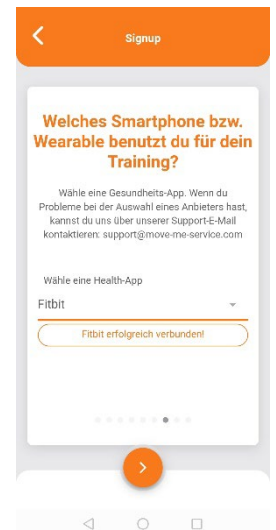 Signup
Welches Smartphone bzw.
Wearable benutzt du für dein
Training?
Wähle eine Gesundheits-App. Wenn du
Probleme bei der Auswahl eines Anbieters hast,
kannst du uns über unserer Support-E-Mail
kontaktieren: support@move-me-service.com
Wähle eine Health-App
Fitbit
Fitbit erfolgreich verbunden!